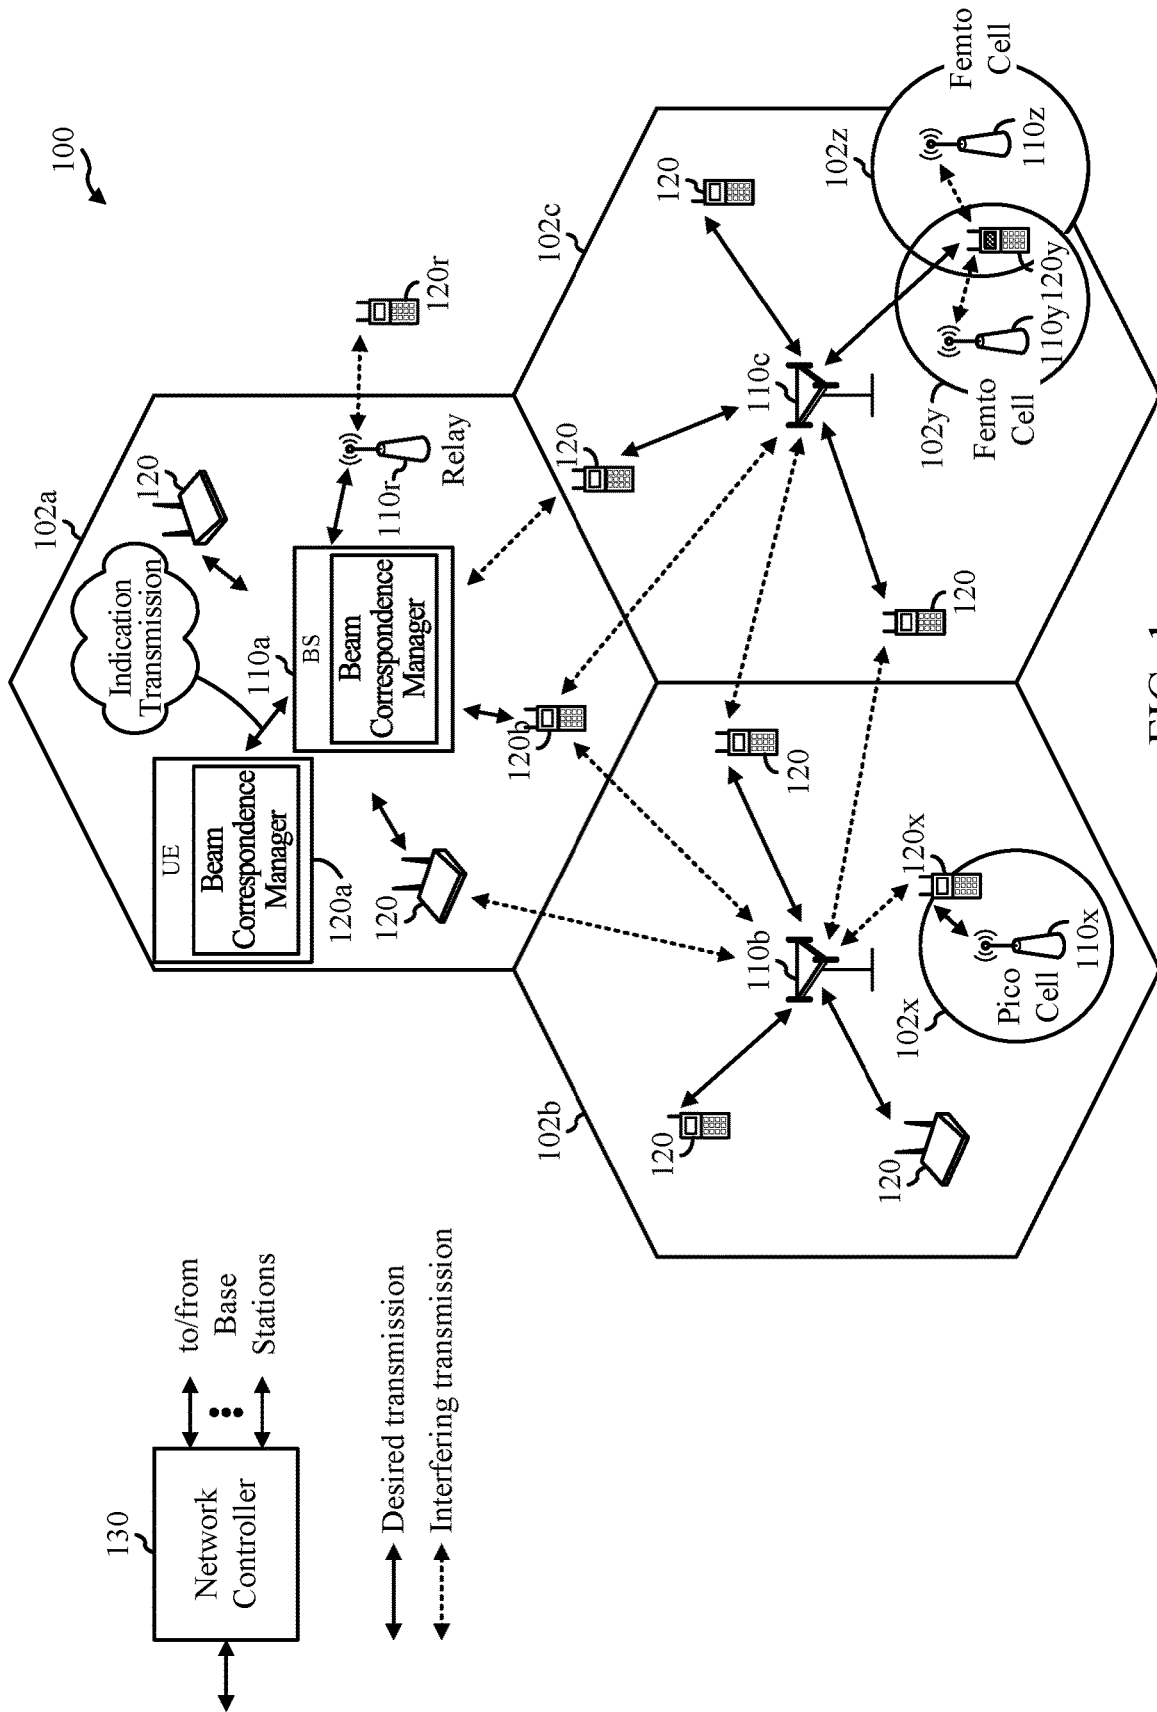 100
130
Network
Controller
to/from
Base
Stations
Desired transmission
Interfering transmission
102a
Indication
Transmission
120
UE
Beam
Correspondence
Manager
120a
110a
BS
Beam
Correspondence
Manager
110r
Relay
120r
120
120b
102b
120
120
110b
120
102x
Pico
Cell
110x
120x
102c
120
120
110c
120
102y
Femto
Cell
110y
120y
102z
110z
Femto
Cell